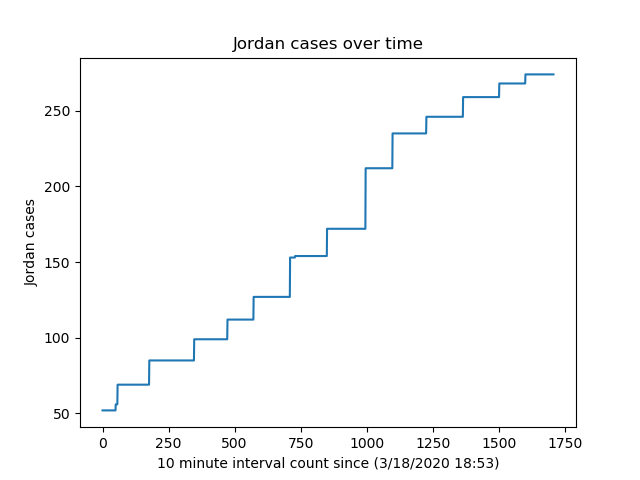 Jordan cases over time
Jordan cases
250
200
150
100
50
0 250 500 750 1000 1250 1500 1750
10 minute interval count since (3/18/2020 18:53)